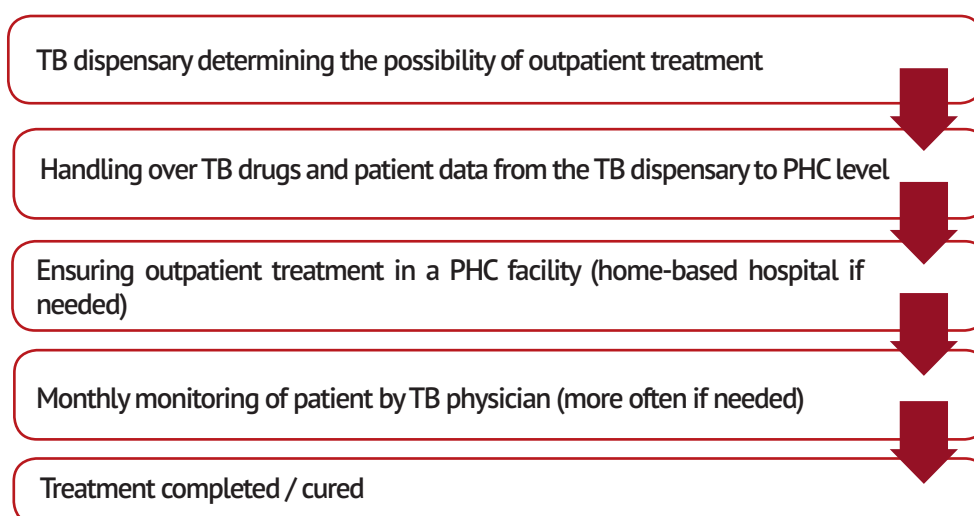 TB dispensary determining the possibility of outpatient treatment
Handling over TB drugs and patient data from the TB dispensary to PHC level
Ensuring outpatient treatment in a PHC facility (home-based hospital if
needed)
Monthly monitoring of patient by TB physician (more often if needed)
Treatment completed / cured